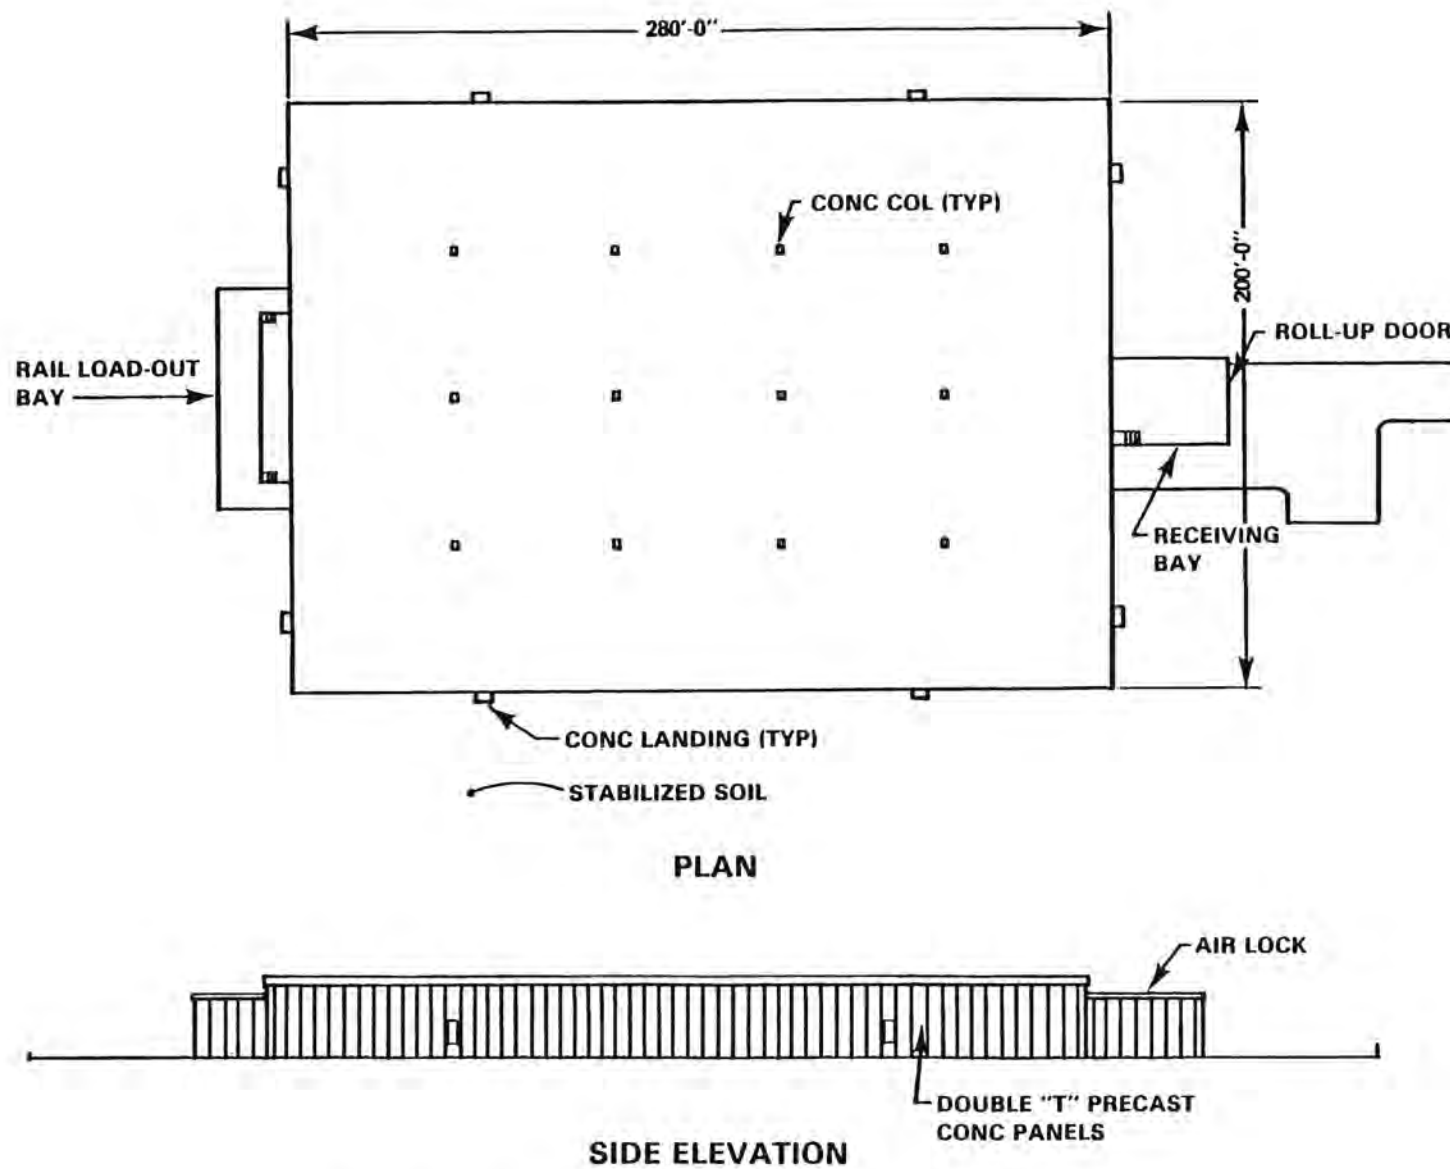 280'-0"
CONC COL (TYP)
200'-0"
ROLL-UP DOOR
RAIL LOAD-OUT
BAY
RECEIVING
BAY
CONC LANDING (TYP)
STABILIZED SOIL
PLAN
AIR LOCK
DOUBLE "T" PRECAST
CONC PANELS
SIDE ELEVATION